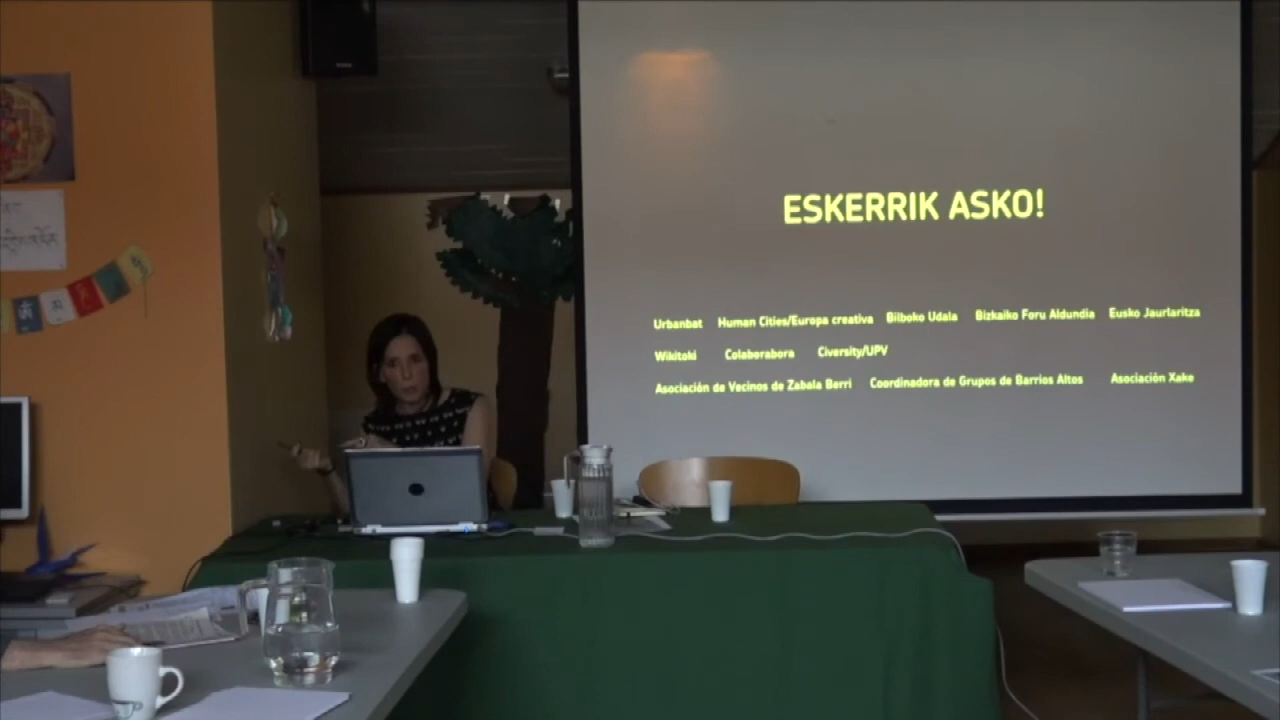 ESKERRIK ASKO!
Urbanbat Human Cities/Europa creativa Bilboko Udala Bizkaiko Foru Aldundia Eusko Jaurlaritza
Wikitoki Colaborabora Civersity/UPV
Asociación de Vecinos de Zabala Berri Coordinadora de Grupos de Barrios Altos Asociación Xake